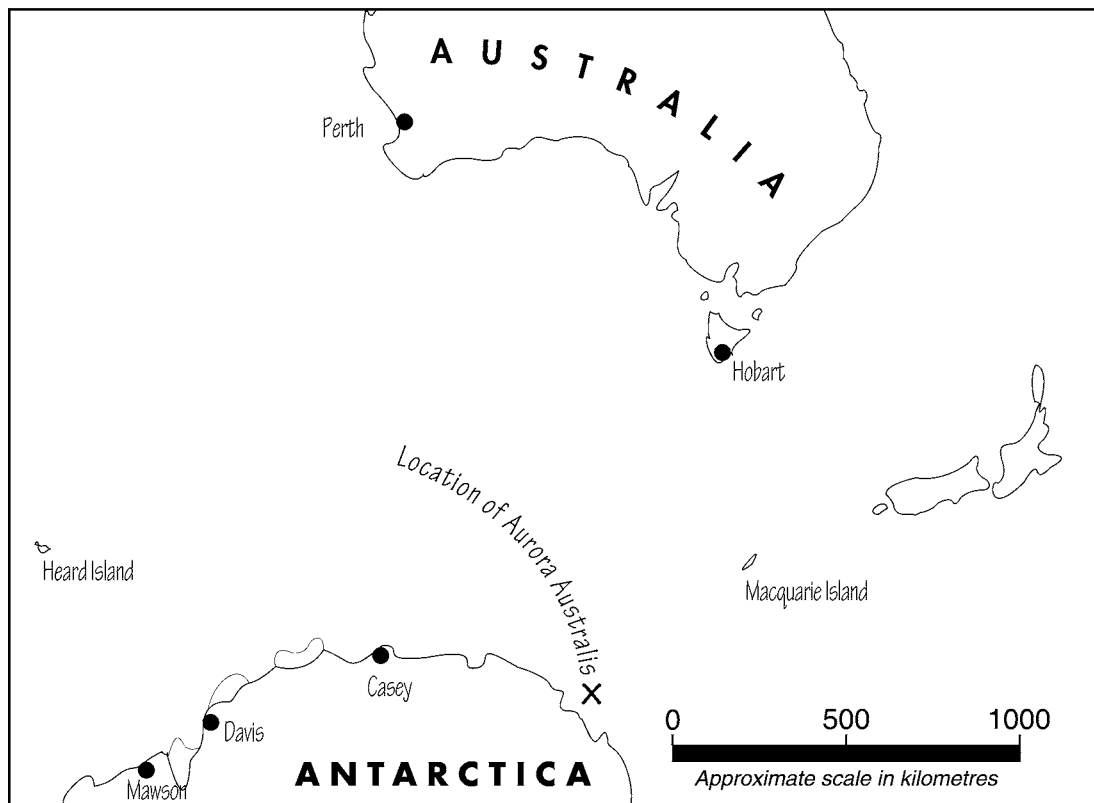 AUSTRALIA
Perth
Hobart
Location of Aurora Australis
Heard Island
Macquarie Island
Casey
Davis
Mawson
ANTARCTICA
0 500 1000
Approximate scale in kilometres